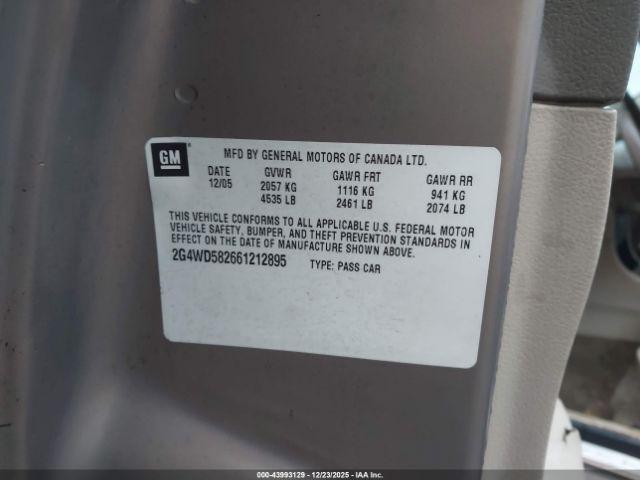 GM
MFD BY GENERAL MOTORS OF CANADA LTD.
DATE GVWR GAWR FRT GAWR RR
12/05 2057 KG 1116 KG 941 KG
4535 LB 2461 LB 2074 LB
THIS VEHICLE CONFORMS TO ALL APPLICABLE U.S. FEDERAL MOTOR
VEHICLE SAFETY, BUMPER, AND THEFT PREVENTION STANDARDS IN
EFFECT ON THE DATE OF MANUFACTURE SHOWN ABOVE.
2G4WD582661212895 TYPE: PASS CAR
000-43993129 - 12/23/2025 - IAA Inc.